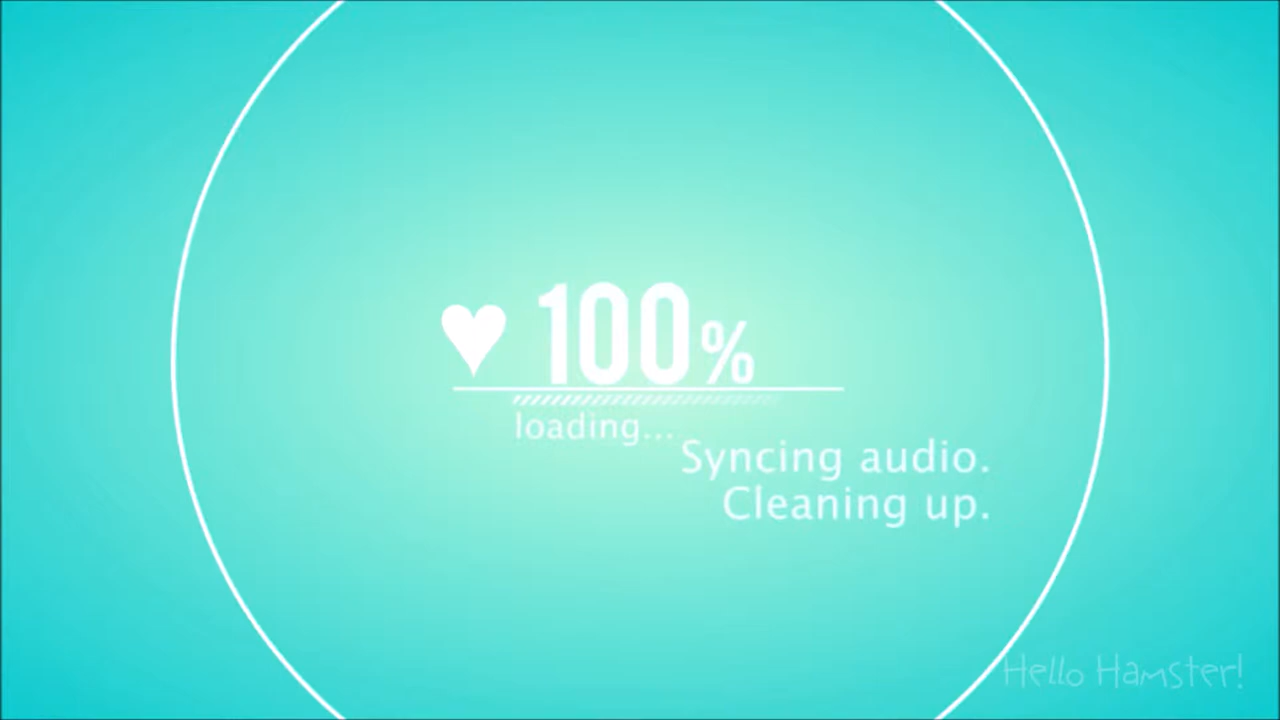 ♥ 100%
loading...
Syncing audio.
Cleaning up.
Hello Hamster!